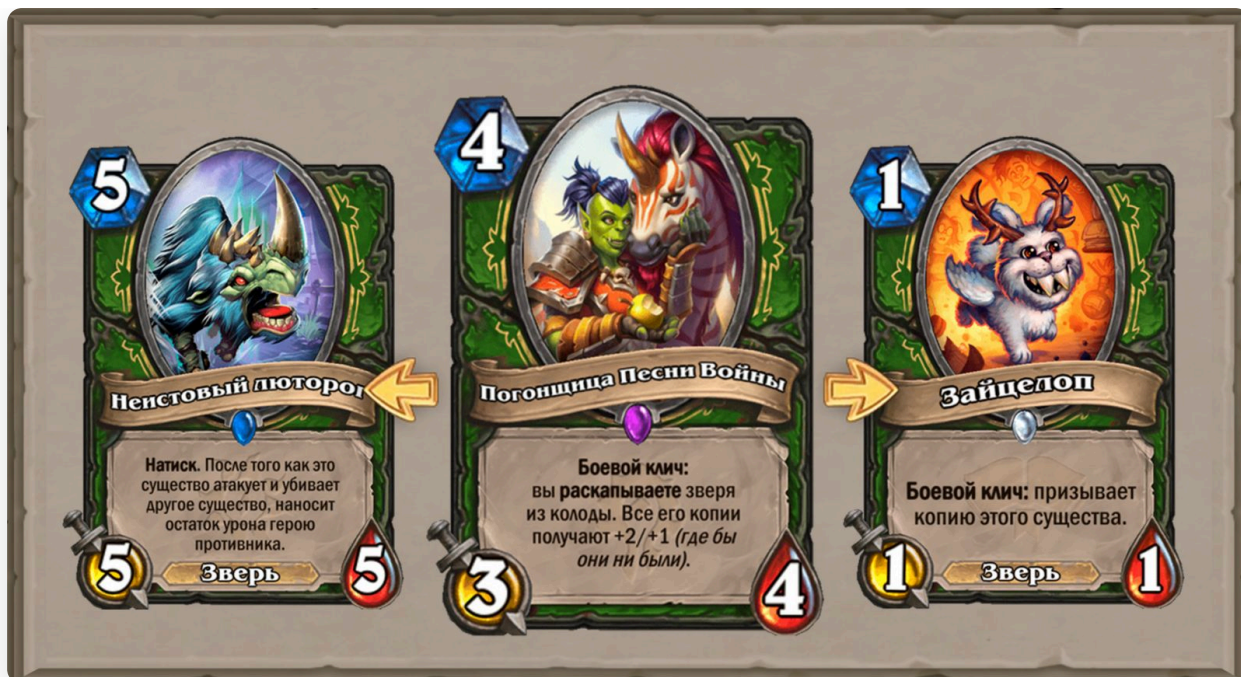 5
Неистовый люторог
Натиск. После того как это
существо атакует и убивает
другое существо, наносит
остаток урона герою
противника.
5
Зверь
5
4
Погонщица Песни Войны
Боевой клич:
вы раскапываете зверя
из колоды. Все его копии
получают +2/+1 (где бы
они ни были).
3
4
1
Зайцелоп
Боевой клич: призывает
копию этого существа.
1
Зверь
1